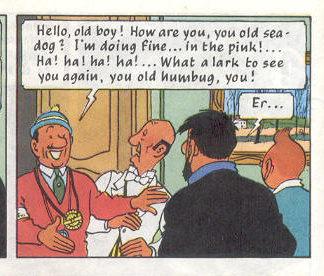 Hello, old boy! How are you, you old sea-
dog? I'm doing fine... in the pink!...
Ha! ha! ha! ha!... What a lark to see
you again, you old humbug, you!
Er...